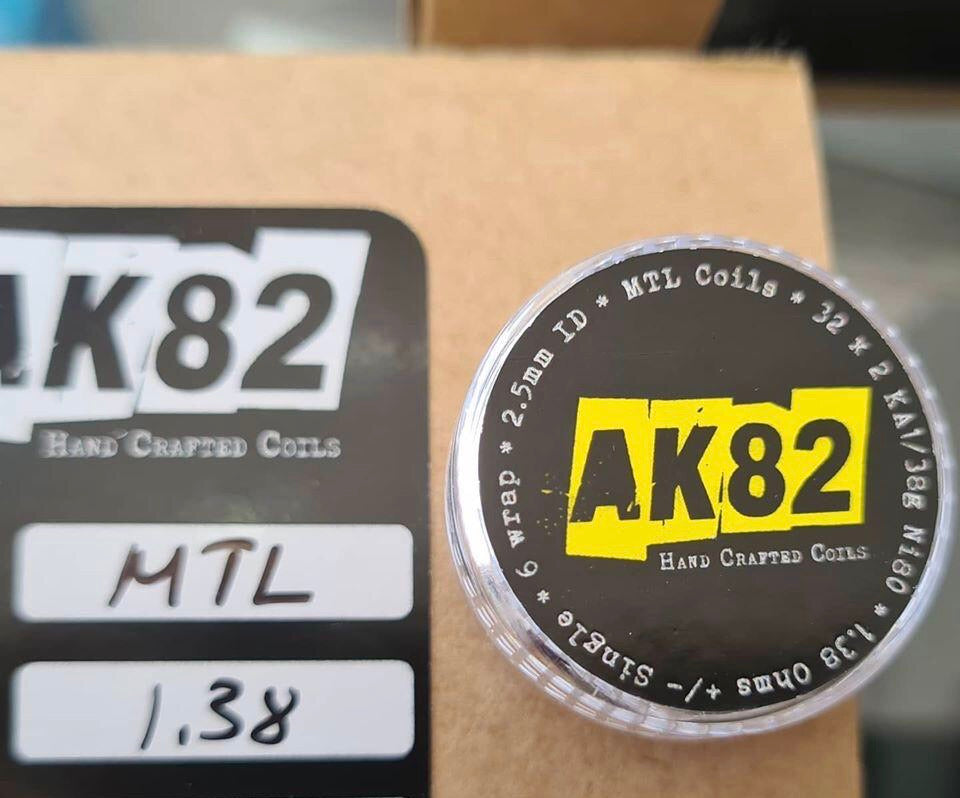 AK82
HAND CRAFTED COILS
MTL
1.38
MTL Coils * 32 x 2 KA1/38g N180 * 1.38 Ohms +/- Single * 6 wrap * 2.5mm ID *
AK82
HAND CRAFTED COILS